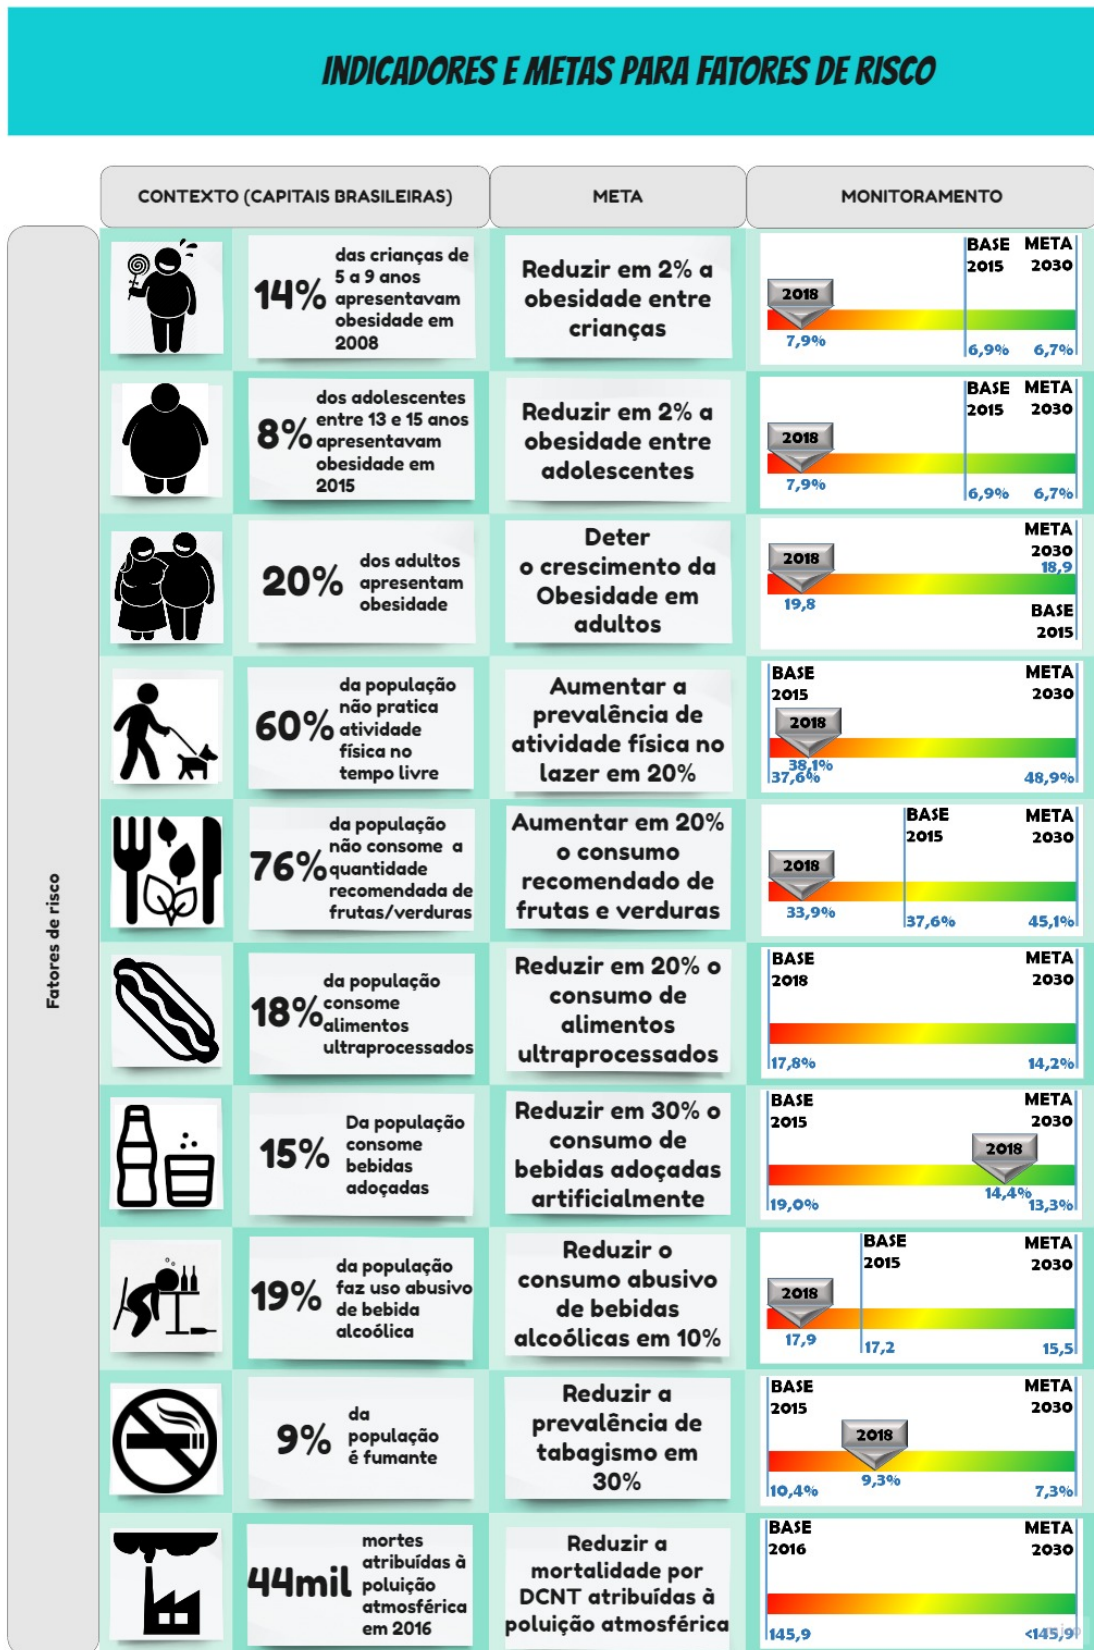 INDICADORES E METAS PARA FATORES DE RISCO
CONTEXTO (CAPITAIS BRASILEIRAS)
META
MONITORAMENTO
Fatores de risco
14%
das crianças de
5 a 9 anos
apresentavam
obesidade em
2008
Reduzir em 2% a
obesidade entre
crianças
BASE
2015
META
2030
2018
7,9%
6,9%
6,7%
8%
dos adolescentes
entre 13 e 15 anos
apresentavam
obesidade em
2015
Reduzir em 2% a
obesidade entre
adolescentes
BASE
2015
META
2030
2018
7,9%
6,9%
6,7%
20%
dos adultos
apresentam
obesidade
Deter
o crescimento da
Obesidade em
adultos
META
2030
18,9
2018
19,8
BASE
2015
60%
da população
não pratica
atividade
física no
tempo livre
Aumentar a
prevalência de
atividade física no
lazer em 20%
BASE
2015
META
2030
2018
38,1%
37,6%
48,9%
76%
da população
não consome a
quantidade
recomendada de
frutas/verduras
Aumentar em 20%
o consumo
recomendado de
frutas e verduras
BASE
2015
META
2030
2018
33,9%
37,6%
45,1%
18%
da população
consome
alimentos
ultraprocessados
Reduzir em 20% o
consumo de
alimentos
ultraprocessados
BASE
2018
META
2030
17,8%
14,2%
15%
Da população
consome
bebidas
adoçadas
Reduzir em 30% o
consumo de
bebidas adoçadas
artificialmente
BASE
2015
META
2030
2018
14,4%
19,0%
13,3%
19%
da população
faz uso abusivo
de bebida
alcoólica
Reduzir o
consumo abusivo
de bebidas
alcoólicas em 10%
BASE
2015
META
2030
2018
17,9
17,2
15,5
9%
da
população
é fumante
Reduzir a
prevalência de
tabagismo em
30%
BASE
2015
META
2030
2018
9,3%
10,4%
7,3%
44mil
mortes
atribuídas à
poluição
atmosférica
em 2016
Reduzir a
mortalidade por
DCNT atribuídas à
poluição atmosférica
BASE
2016
META
2030
145,9
<145,9